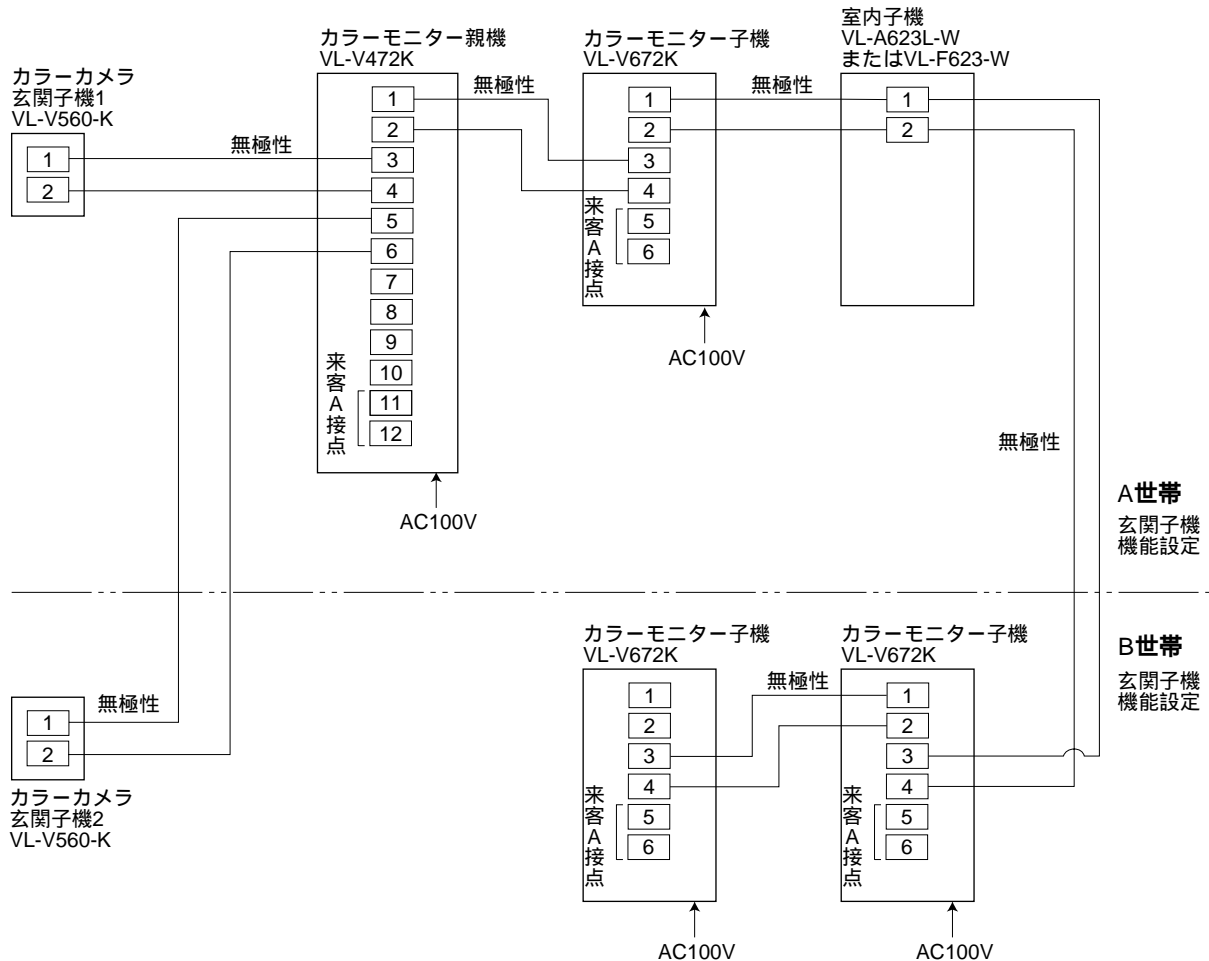 カラーカメラ
玄関子機1
VL-V560-K
1
2
無極性
カラーモニター親機
VL-V472K
1
2
3
4
5
6
7
8
9
10
11
12
来客A接点
AC100V
無極性
カラーモニター子機
VL-V672K
1
2
3
4
5
6
来客A接点
AC100V
無極性
室内子機
VL-A623L-W
またはVL-F623-W
1
2
無極性
A世帯
玄関子機
機能設定
B世帯
玄関子機
機能設定
1
2
無極性
カラーカメラ
玄関子機2
VL-V560-K
カラーモニター子機
VL-V672K
1
2
3
4
5
6
来客A接点
AC100V
無極性
カラーモニター子機
VL-V672K
1
2
3
4
5
6
来客A接点
AC100V